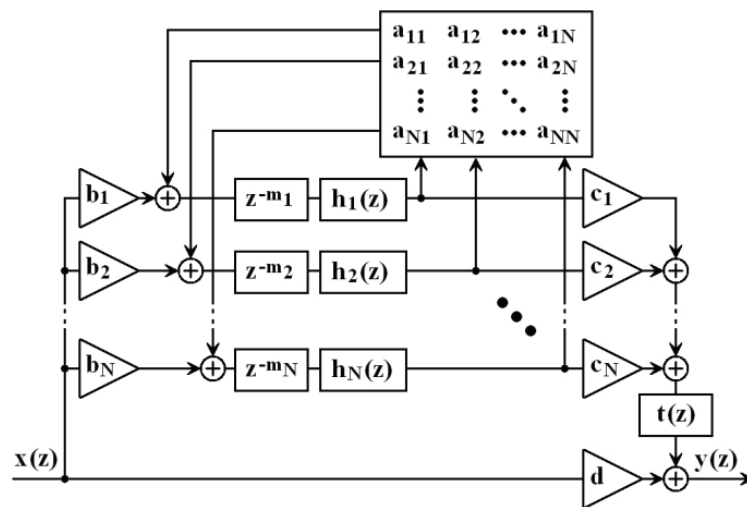 a11 a12 ••• a1N
a21 a22 ••• a2N
aN1 aN2 ••• aNN
b1 z-m1 h1(z) c1
b2 z-m2 h2(z) c2
bN z-mN hN(z) cN
t(z)
x(z) d y(z)